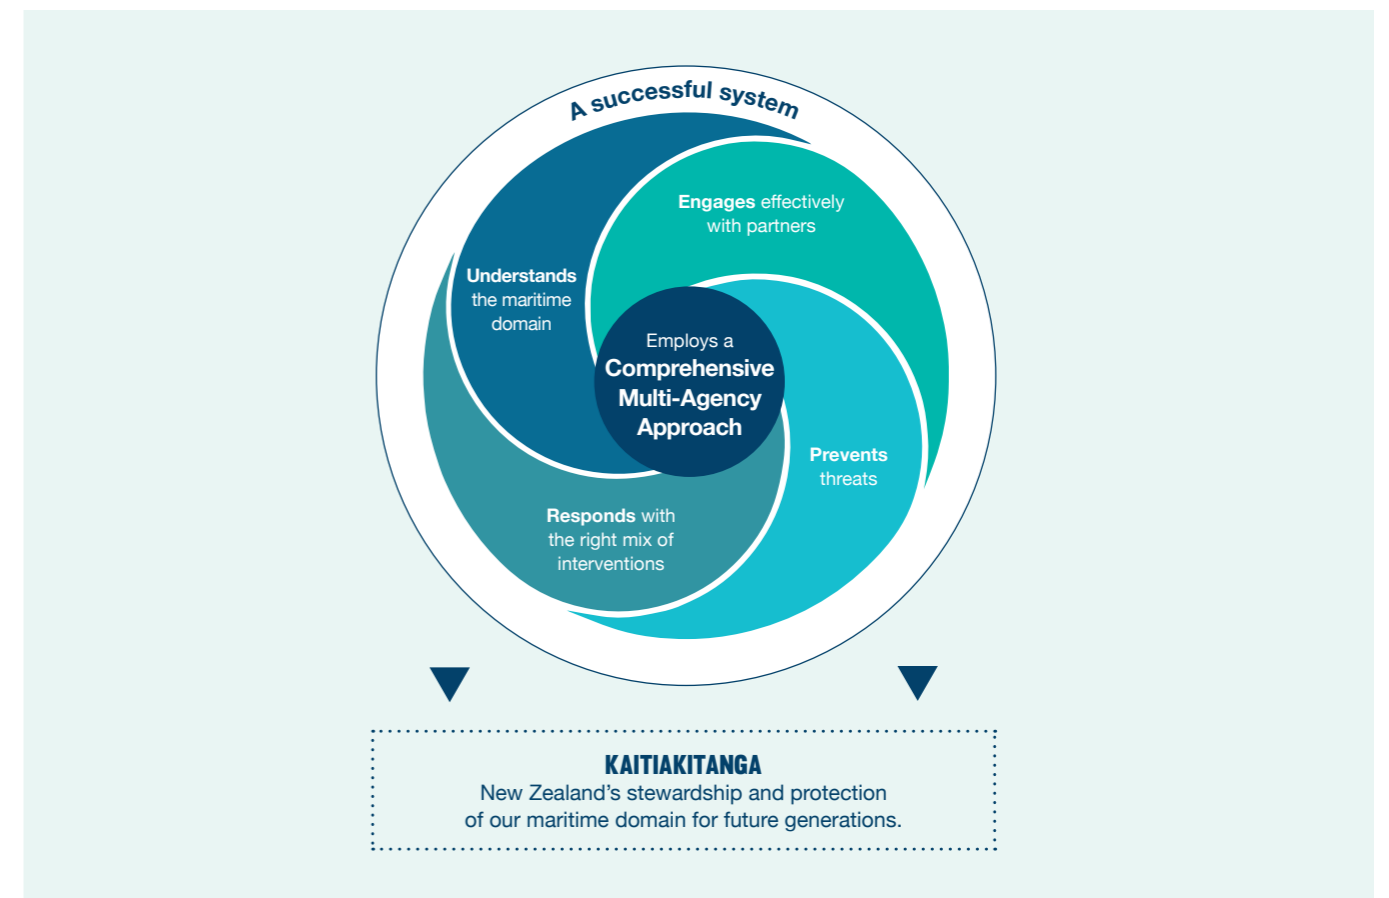 A successful system
Engages effectively
with partners
Understands
the maritime
domain
Employs a
Comprehensive
Multi-Agency
Approach
Prevents
threats
Responds with
the right mix of
interventions
KAITIAKITANGA
New Zealand’s stewardship and protection
of our maritime domain for future generations.